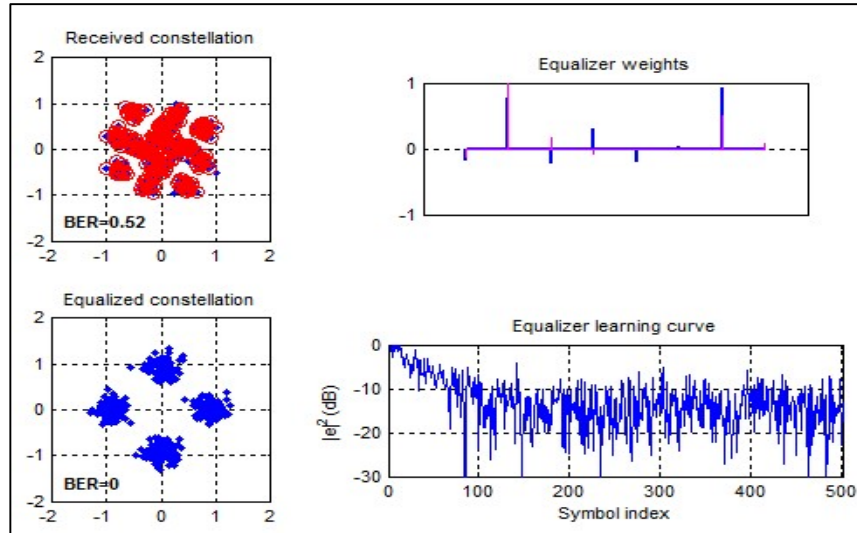 Received constellation
2
1
0
-1
-2
BER=0.52
-2 -1 0 1 2
Equalizer weights
1
0
-1
Equalized constellation
2
1
0
-1
-2
BER=0
-2 -1 0 1 2
Equalizer learning curve
0
-10
-20
-30
|e|² (dB)
0 100 200 300 400 500
Symbol index